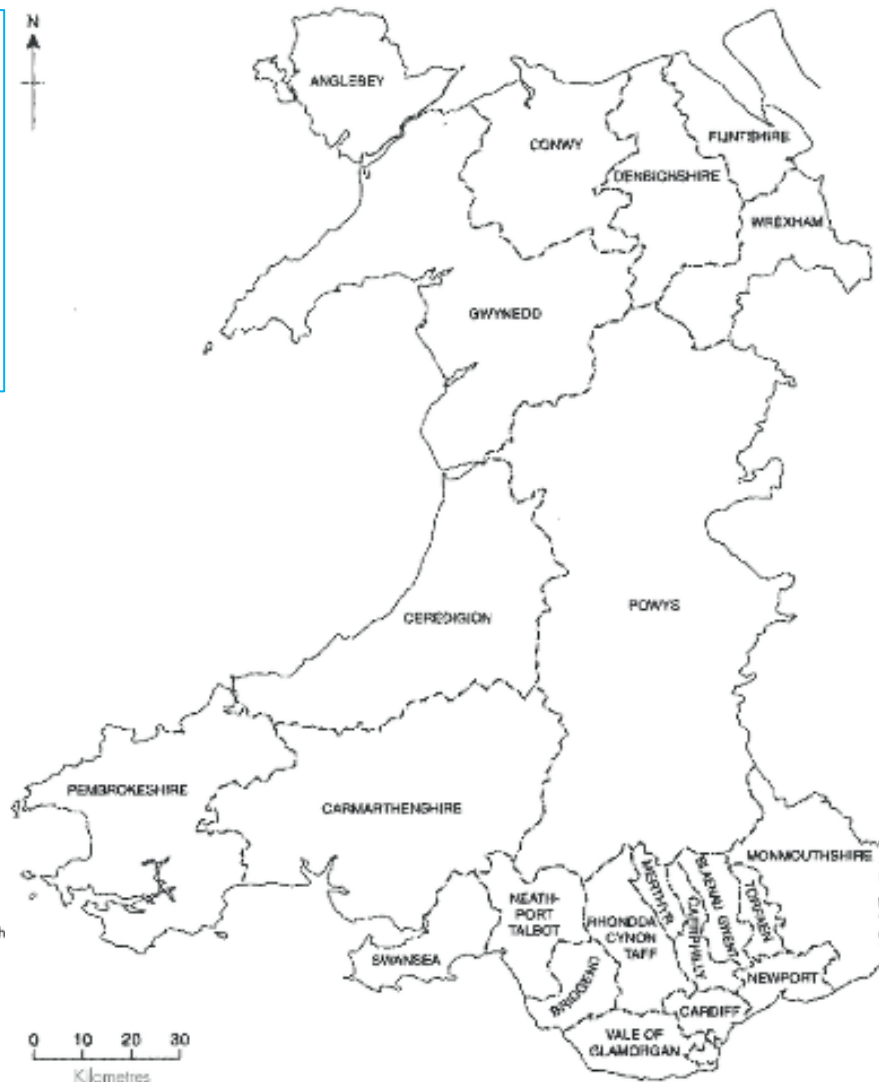 N
ANGLEBEY
CONWY
FLINTSHIRE
DENBIGHSHIRE
WREXHAM
GWYNEDD
CEREDIGION
POWYS
PEMBROKESHIRE
CARMARTHENSHIRE
MONMOUTHSHIRE
MERTHYR
BLAENAU GWENT
TORFAEN
CAERPHILLY
NEATH-
PORT
TALBOT
RHONDDA
CYNON
TAFF
SWANSEA
BRIDGEND
NEWPORT
CARDIFF
VALE OF
GLAMORGAN
h
0 10 20 30
Kilometres